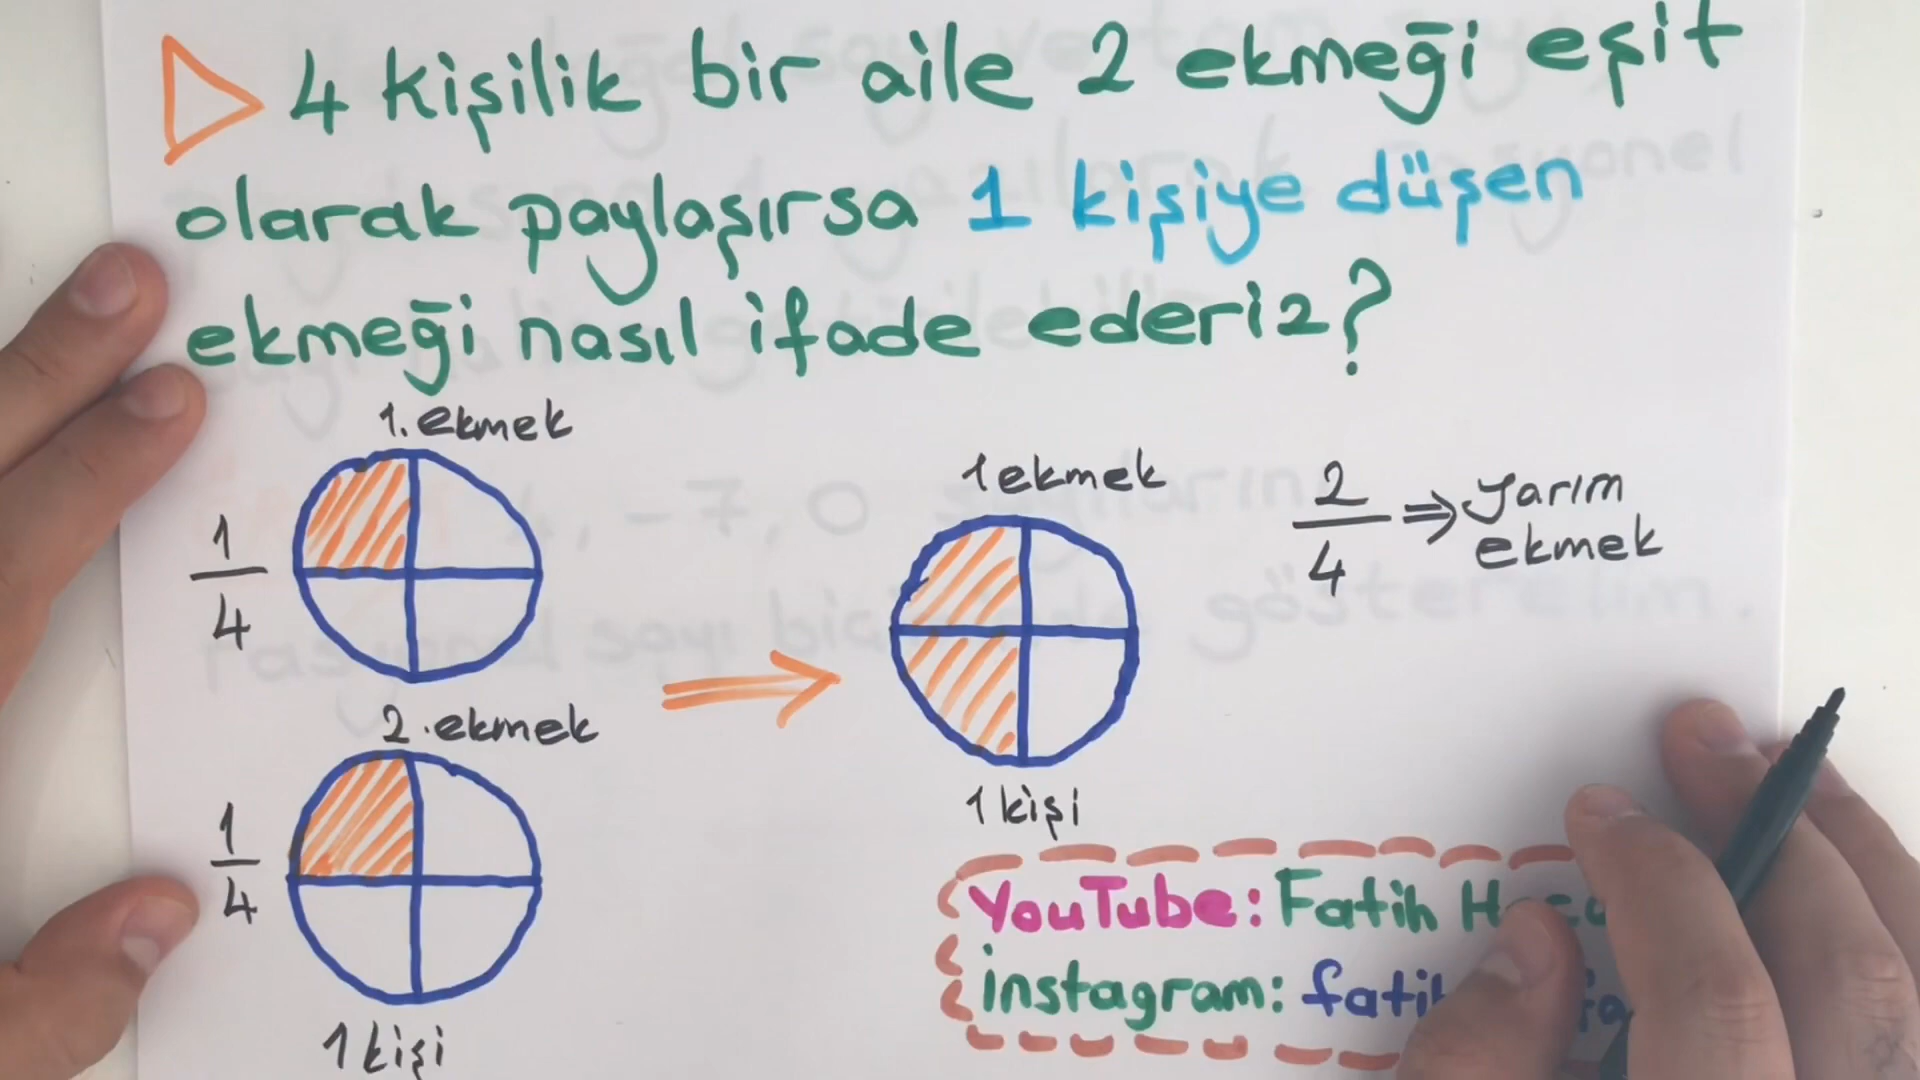 4 kişilik bir aile 2 ekmeği eşit
olarak paylaşırsa 1 kişiye düşen
ekmeği nasıl ifade ederiz?
1. ekmek
1
4
2. ekmek
1
4
1 kişi
1 ekmek
1 kişi
2
4
⇒ yarım
ekmek
YouTube: Fatih
instagram: